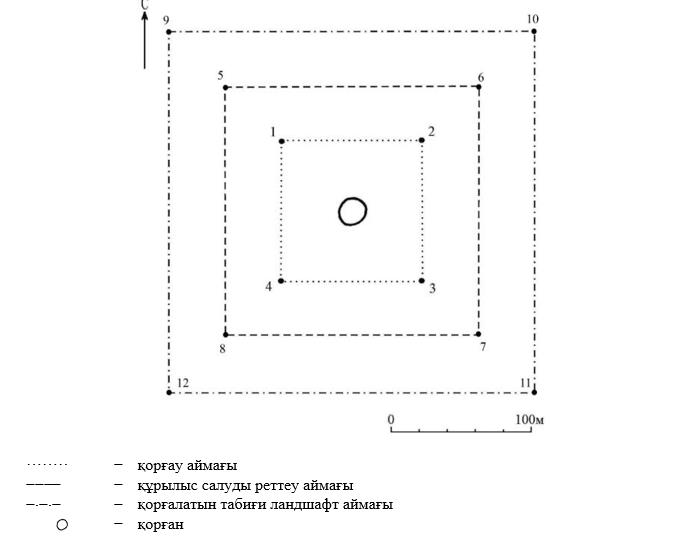 С
9
10
5
6
1
2
4
3
8
7
12
11
0
100м
– қорғау аймағы
– құрылыс салуды реттеу аймағы
– қорғалатын табиғи ландшафт аймағы
– қорған